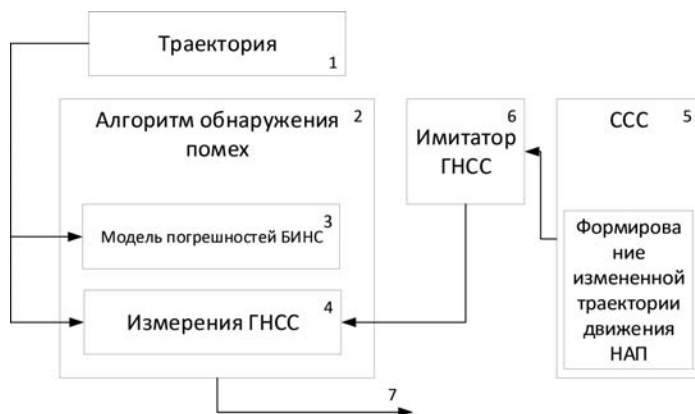 Траектория
1
Алгоритм обнаружения
помех
2
Модель погрешностей БИНС
3
Измерения ГНСС
4
6
Имитатор
ГНСС
ССС
5
Формирова
ние
измененной
траектории
движения
НАП
7